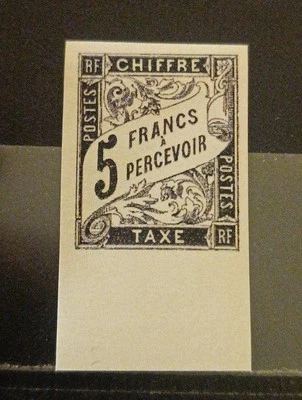 RF CHIFFRE RF
POSTES
5 FRANCS
À
PERCEVOIR
POSTES
TAXE RF